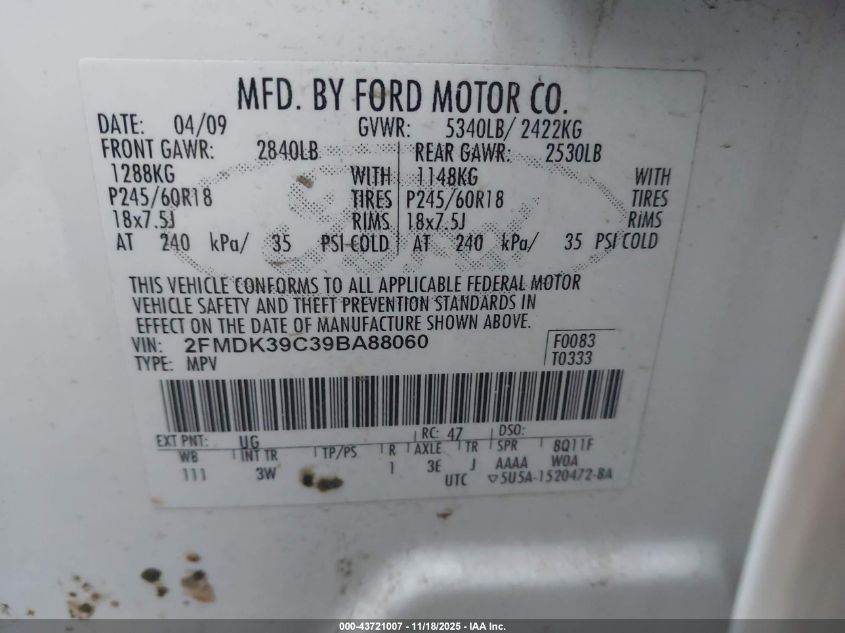 MFD. BY FORD MOTOR CO.
DATE: 04/09 GVWR: 5340LB/ 2422KG
FRONT GAWR: 2840LB REAR GAWR: 2530LB
1288KG WITH 1148KG WITH
P245/60R18 TIRES P245/60R18 TIRES
18x7.5J RIMS 18x7.5J RIMS
AT 240 kPa/ 35 PSI COLD AT 240 kPa/ 35 PSI COLD
THIS VEHICLE CONFORMS TO ALL APPLICABLE FEDERAL MOTOR
VEHICLE SAFETY AND THEFT PREVENTION STANDARDS IN
EFFECT ON THE DATE OF MANUFACTURE SHOWN ABOVE.
VIN: 2FMDK39C39BA88060 F0083
TYPE: MPV T0333
EXT PNT: UG RC: 47 DSO:
WB INT TR TP/PS R AXLE TR SPR 8Q11F
111 3W 1 3E J AAAA WOA
UTC ▽5U5A-1520472-BA
000-43721007 - 11/18/2025 - IAA Inc.